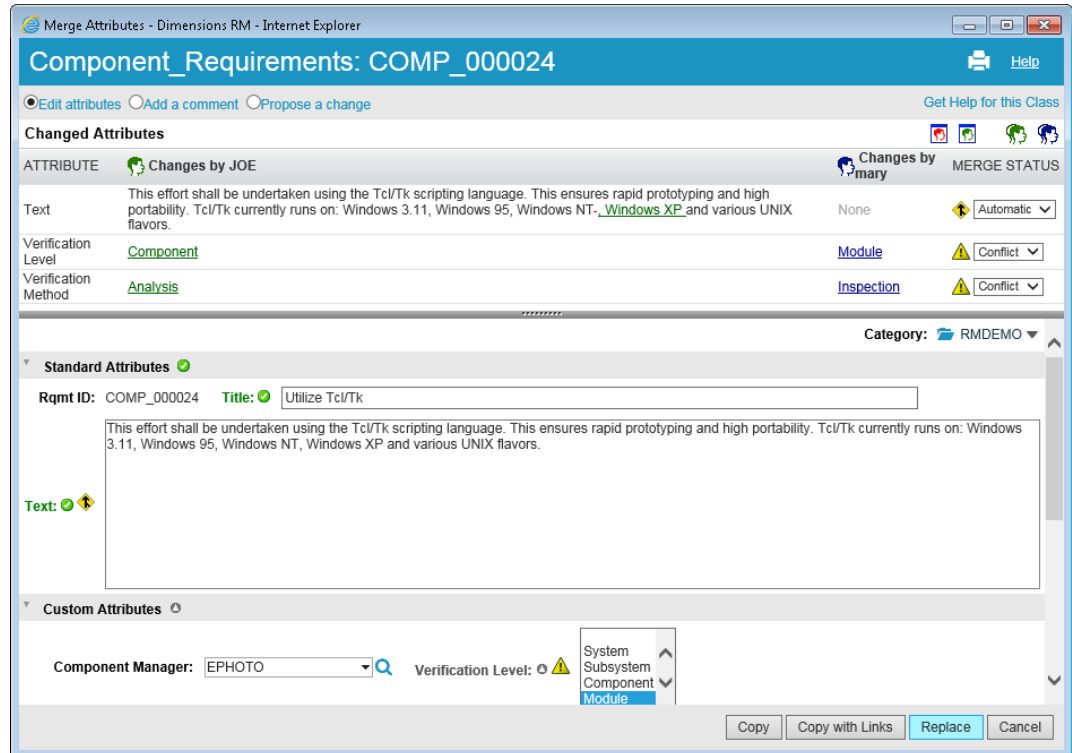 Merge Attributes - Dimensions RM - Internet Explorer
Component_Requirements: COMP_000024
Help
Edit attributes Add a comment Propose a change
Get Help for this Class
Changed Attributes
ATTRIBUTE
Changes by JOE
Changes by
mary
MERGE STATUS
Text
This effort shall be undertaken using the Tcl/Tk scripting language. This ensures rapid prototyping and high
portability. Tcl/Tk currently runs on: Windows 3.11, Windows 95, Windows NT-, Windows XP and various UNIX
flavors.
None
Automatic
Verification
Level
Component
Module
Conflict
Verification
Method
Analysis
Inspection
Conflict
Category: RMDEMO
Standard Attributes
Rqmt ID: COMP_000024 Title: Utilize Tcl/Tk
Text:
This effort shall be undertaken using the Tcl/Tk scripting language. This ensures rapid prototyping and high portability. Tcl/Tk currently runs on: Windows
3.11, Windows 95, Windows NT, Windows XP and various UNIX flavors.
Custom Attributes
Component Manager: EPHOTO
Verification Level:
System
Subsystem
Component
Module
Copy
Copy with Links
Replace
Cancel